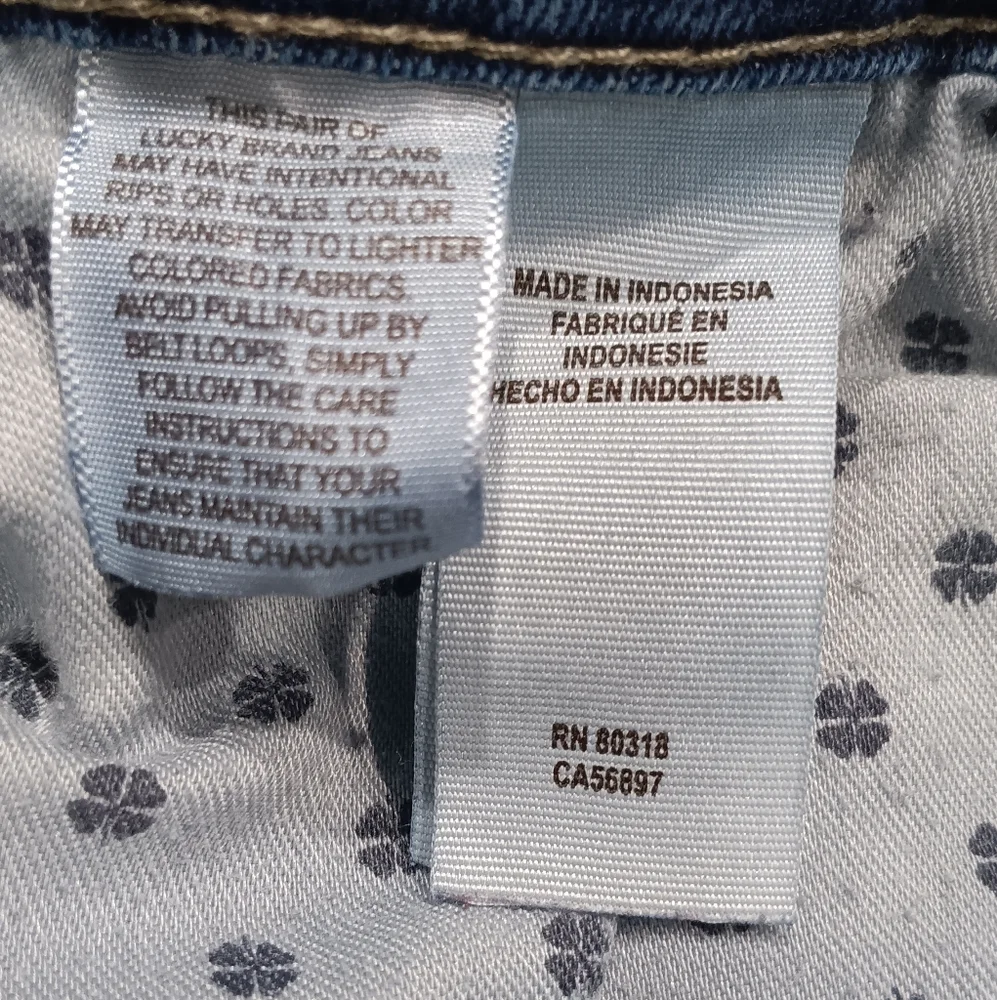 THIS PAIR OF
LUCKY BRAND JEANS
MAY HAVE INTENTIONAL
RIPS OR HOLES. COLOR
MAY TRANSFER TO LIGHTER
COLORED FABRICS.
AVOID PULLING UP BY
BELT LOOPS, SIMPLY
FOLLOW THE CARE
INSTRUCTIONS TO
ENSURE THAT YOUR
JEANS MAINTAIN THEIR
INDIVIDUAL CHARACTER
MADE IN INDONESIA
FABRIQUÉ EN
INDONESIE
HECHO EN INDONESIA
RN 80318
CA56897